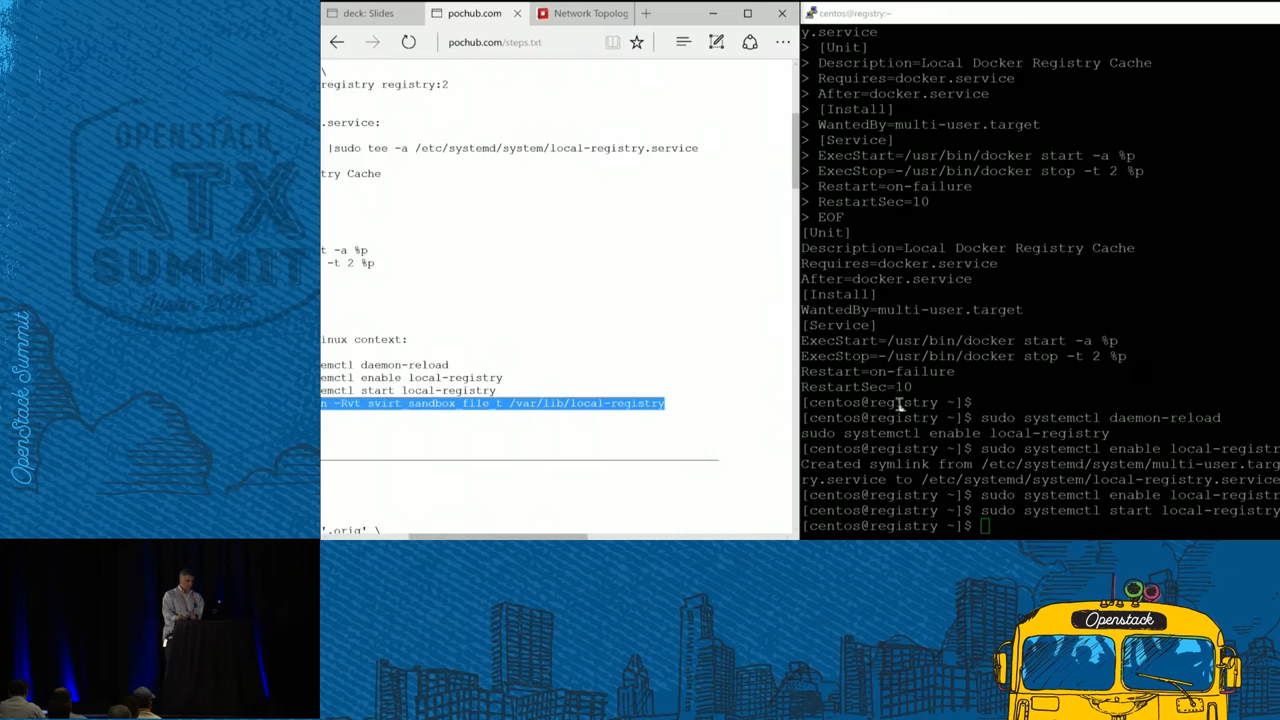 deck: Slides
pochub.com
Network Topolog
pochub.com/steps.txt
\
registry registry:2
.service:
|sudo tee -a /etc/systemd/system/local-registry.service
try Cache
t -a %p
-t 2 %p
inux context:
emctl daemon-reload
emctl enable local-registry
emctl start local-registry
n -Rvt svirt_sandbox_file_t /var/lib/local-registry
'.orig' \
centos@registry:~
y.service
> [Unit]
> Description=Local Docker Registry Cache
> Requires=docker.service
> After=docker.service
> [Install]
> WantedBy=multi-user.target
> [Service]
> ExecStart=/usr/bin/docker start -a %p
> ExecStop=-/usr/bin/docker stop -t 2 %p
> Restart=on-failure
> RestartSec=10
> EOF
[Unit]
Description=Local Docker Registry Cache
Requires=docker.service
After=docker.service
[Install]
WantedBy=multi-user.target
[Service]
ExecStart=/usr/bin/docker start -a %p
ExecStop=-/usr/bin/docker stop -t 2 %p
Restart=on-failure
RestartSec=10
[centos@registry ~]$
[centos@registry ~]$ sudo systemctl daemon-reload
sudo systemctl enable local-registry
[centos@registry ~]$ sudo systemctl enable local-registr
Created symlink from /etc/systemd/system/multi-user.targ
ry.service to /etc/systemd/system/local-registry.service
[centos@registry ~]$ sudo systemctl enable local-registr
[centos@registry ~]$ sudo systemctl start local-registry
[centos@registry ~]$
OpenStack Summit
ATX
Openstack